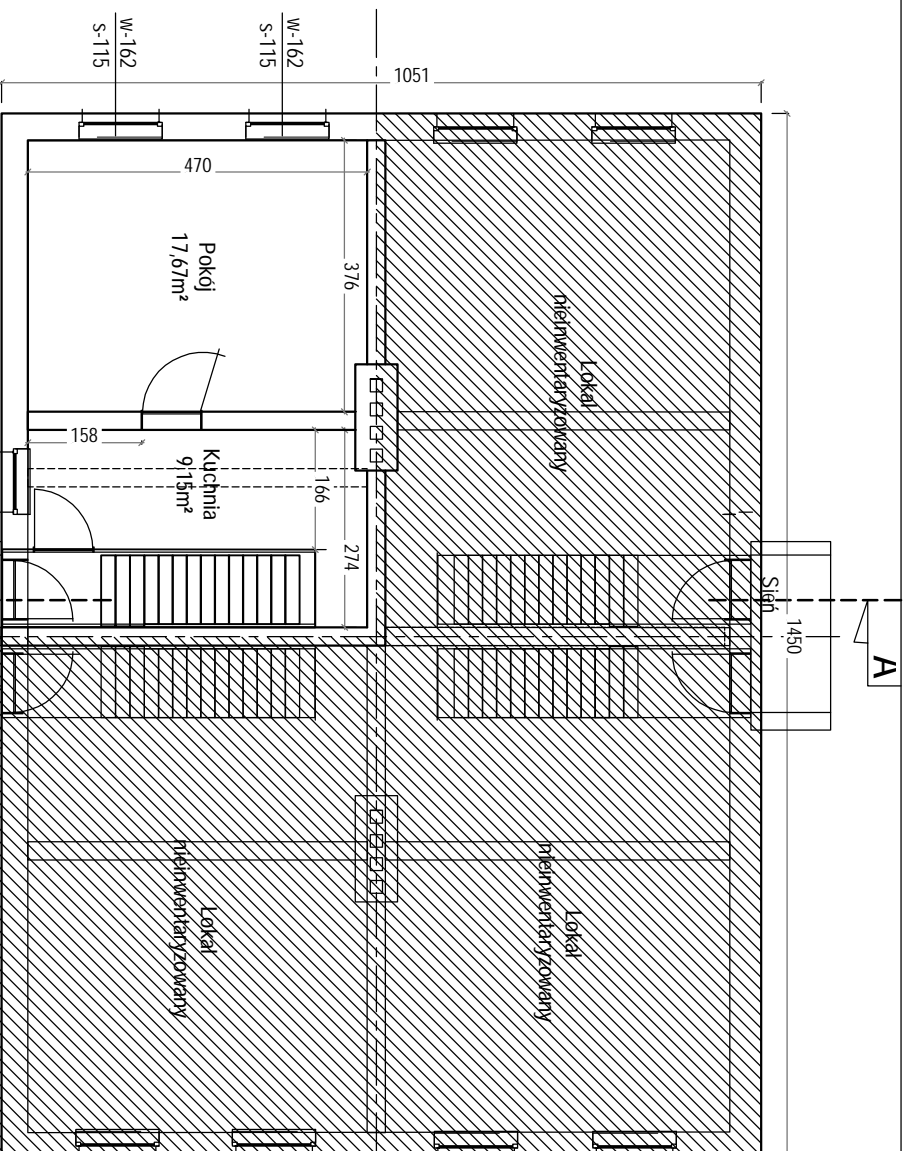 w-162
s-115
w-162
s-115
1051
470
376
Pokój
17,67m²
158
Kuchnia
9,15m²
166
274
Lokal
nieinwentaryzowany
Sień
1450
A
Lokal
nieinwentaryzowany
Lokal
nieinwentaryzowany